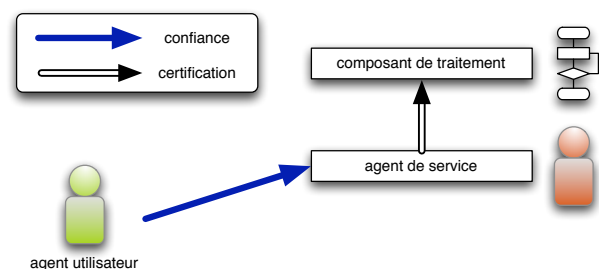 confiance
certification
composant de traitement
agent de service
agent utilisateur